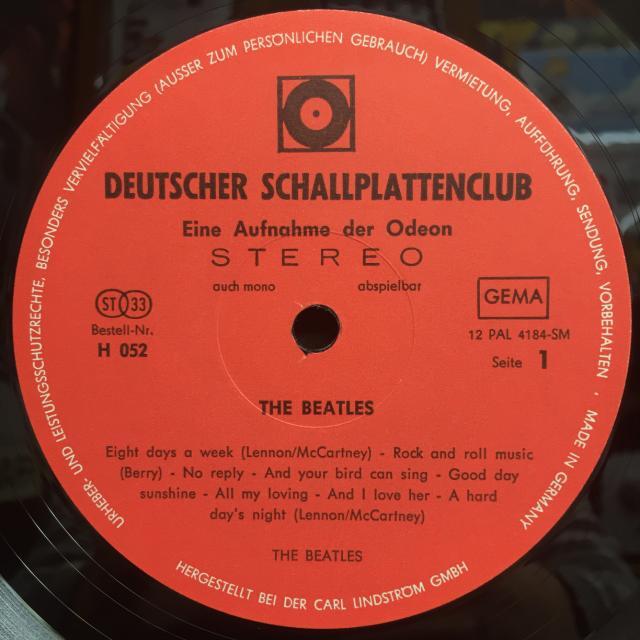 URHEBER- UND LEISTUNGSSCHUTZRECHTE, BESONDERS VERVIELFÄLTIGUNG (AUSSER ZUM PERSÖNLICHEN GEBRAUCH) VERMIETUNG, AUFFÜHRUNG, SENDUNG, VORBEHALTEN · MADE IN GERMANY
DEUTSCHER SCHALLPLATTENCLUB
Eine Aufnahme der Odeon
STEREO
auch mono abspielbar
ST 33
Bestell-Nr.
H 052
GEMA
12 PAL 4184-SM
Seite 1
THE BEATLES
Eight days a week (Lennon/McCartney) - Rock and roll music
(Berry) - No reply - And your bird can sing - Good day
sunshine - All my loving - And I love her - A hard
day's night (Lennon/McCartney)
THE BEATLES
HERGESTELLT BEI DER CARL LINDSTRÖM GMBH